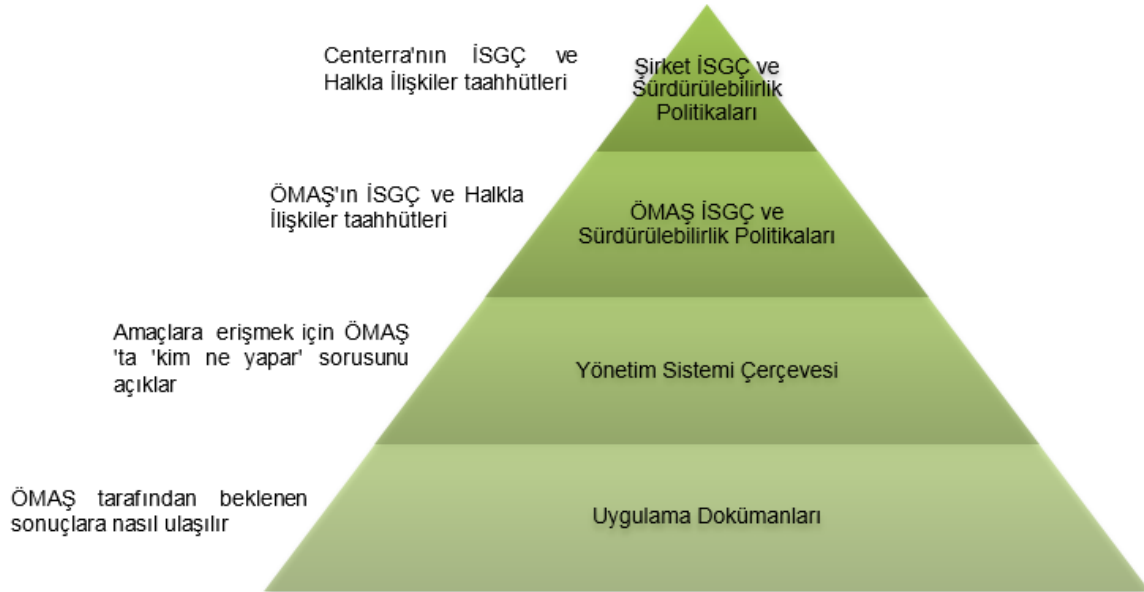 Centerra'nın İSGÇ ve
Halkla İlişkiler taahhütleri
Şirket İSGÇ ve
Sürdürülebilirlik
Politikaları
ÖMAŞ'ın İSGÇ ve Halkla
İlişkiler taahhütleri
ÖMAŞ İSGÇ ve
Sürdürülebilirlik Politikaları
Amaçlara erişmek için ÖMAŞ
'ta 'kim ne yapar' sorusunu
açıklar
Yönetim Sistemi Çerçevesi
ÖMAŞ tarafından beklenen
sonuçlara nasıl ulaşılır
Uygulama Dokümanları